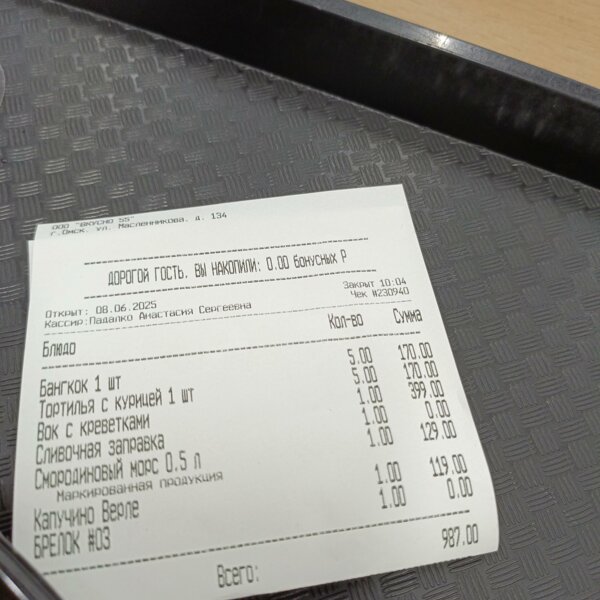 ООО "ВКУСНО 55"
г.Омск. ул. Масленникова. д. 134
ДОРОГОЙ ГОСТЬ, ВЫ НАКОПИЛИ: 0.00 бонусных Р
Открыт: 08.06.2025 Закрыт 10:04
Кассир:Падалко Анастасия Сергеевна Чек #230940
Блюдо Кол-во Сумма
Бангкок 1 шт 5.00 170.00
Тортилья с курицей 1 шт 5.00 170.00
Вок с креветками 1.00 399.00
Сливочная заправка 1.00 0.00
Смородиновый морс 0.5 л 1.00 129.00
Маркированная продукция
Капучино Верле 1.00 119.00
БРЕЛОК #03 1.00 0.00
Всего: 987.00